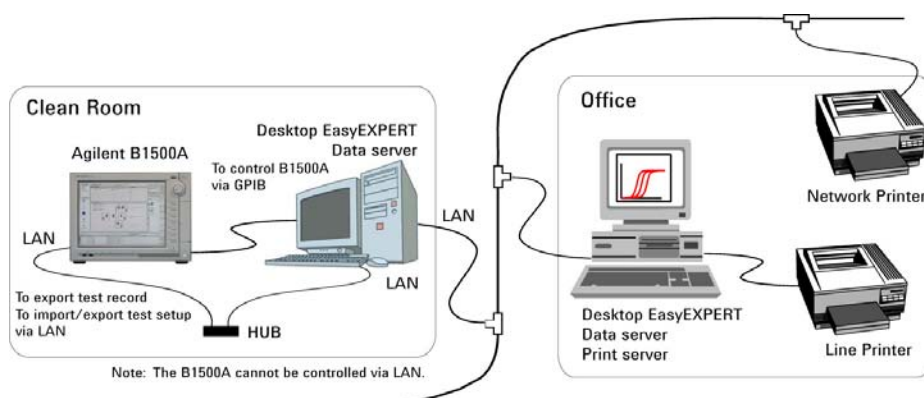 Clean Room
Agilent B1500A
Desktop EasyEXPERT
Data server
To control B1500A
via GPIB
LAN
LAN
LAN
To export test record
To import/export test setup
via LAN
HUB
Note: The B1500A cannot be controlled via LAN.
Office
Desktop EasyEXPERT
Data server
Print server
Network Printer
Line Printer